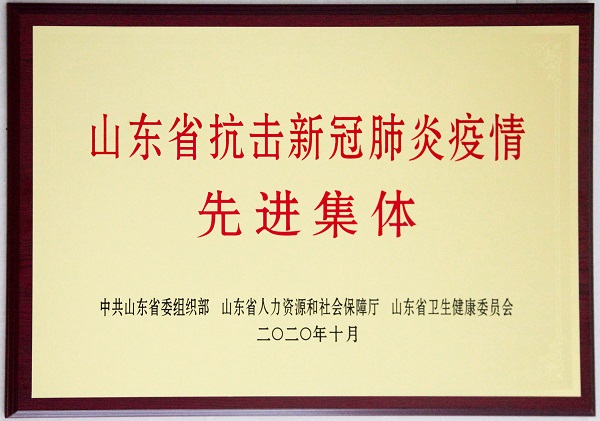 山东省抗击新冠肺炎疫情
先进集体
中共山东省委组织部 山东省人力资源和社会保障厅 山东省卫生健康委员会
二〇二〇年十月